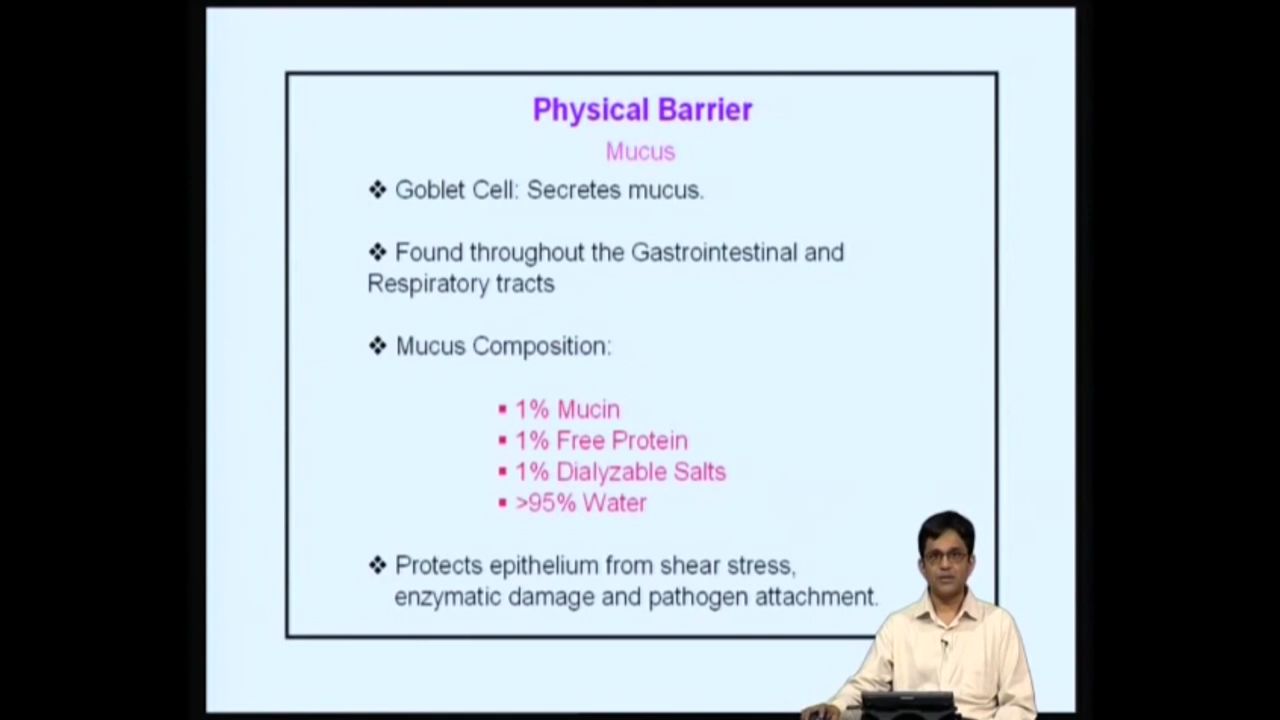 Physical Barrier
Mucus
❖ Goblet Cell: Secretes mucus.
❖ Found throughout the Gastrointestinal and
Respiratory tracts
❖ Mucus Composition:
▪ 1% Mucin
▪ 1% Free Protein
▪ 1% Dialyzable Salts
▪ >95% Water
❖ Protects epithelium from shear stress,
enzymatic damage and pathogen attachment.